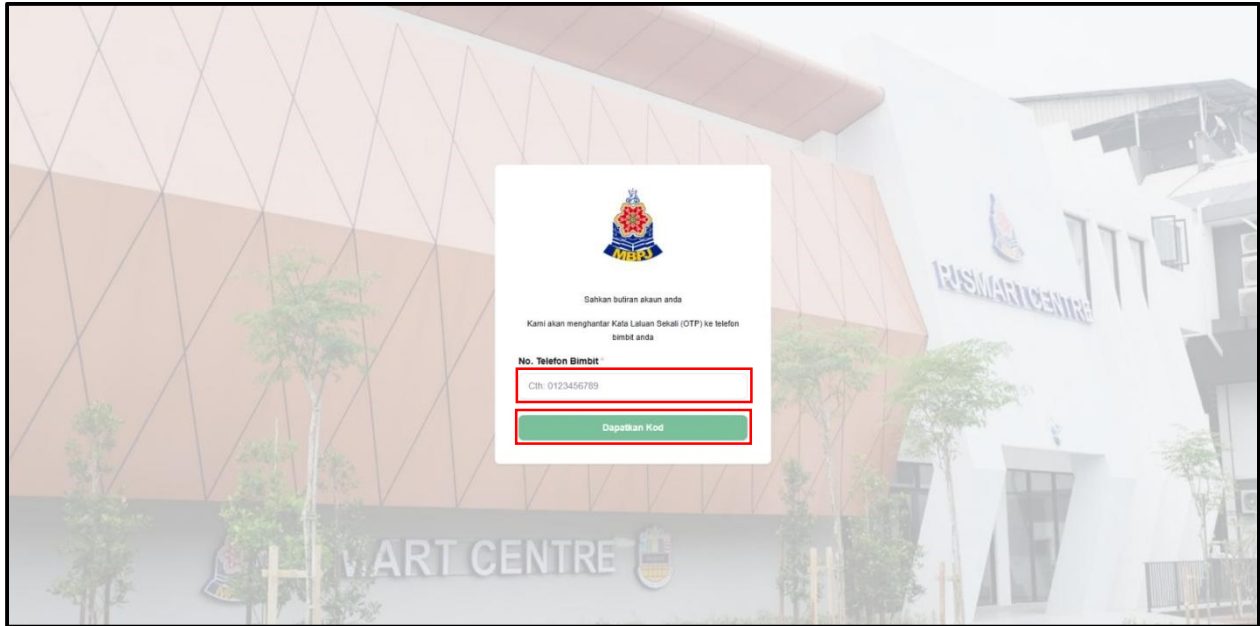 MBPJ
Sahkan butiran akaun anda
Kami akan menghantar Kata Laluan Sekali (OTP) ke telefon
bimbit anda
No. Telefon Bimbit *
Cth: 0123456789
Dapatkan Kod
PJ SMART CENTRE
ART CENTRE